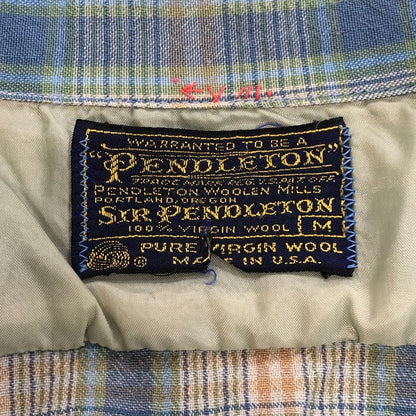 WARRANTED TO BE A
"PENDLETON"
TRADE MARK REG. U.S. PAT. OFF.
PENDLETON WOOLEN MILLS
PORTLAND, OREGON
SIR PENDLETON
100% VIRGIN WOOL M
PURE VIRGIN WOOL
®
MADE IN U.S.A.